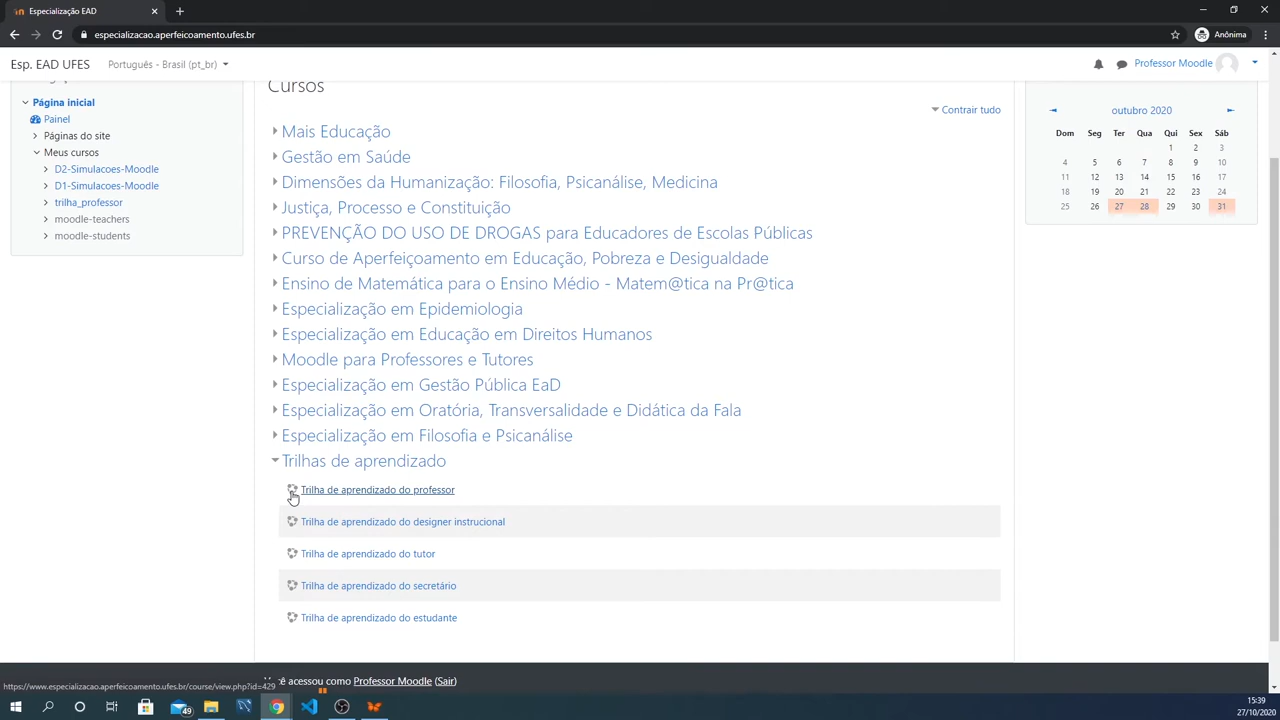 Especialização EAD
especializacao.aperfeicoamento.ufes.br
Anônima
Esp. EAD UFES
Português - Brasil (pt_br)
Professor Moodle
Página inicial
Painel
Páginas do site
Meus cursos
D2-Simulacoes-Moodle
D1-Simulacoes-Moodle
trilha_professor
moodle-teachers
moodle-students
Cursos
Contrair tudo
Mais Educação
Gestão em Saúde
Dimensões da Humanização: Filosofia, Psicanálise, Medicina
Justiça, Processo e Constituição
PREVENÇÃO DO USO DE DROGAS para Educadores de Escolas Públicas
Curso de Aperfeiçoamento em Educação, Pobreza e Desigualdade
Ensino de Matemática para o Ensino Médio - Matem@tica na Pr@tica
Especialização em Epidemiologia
Especialização em Educação em Direitos Humanos
Moodle para Professores e Tutores
Especialização em Gestão Pública EaD
Especialização em Oratória, Transversalidade e Didática da Fala
Especialização em Filosofia e Psicanálise
Trilhas de aprendizado
Trilha de aprendizado do professor
Trilha de aprendizado do designer instrucional
Trilha de aprendizado do tutor
Trilha de aprendizado do secretário
Trilha de aprendizado do estudante
outubro 2020
Dom Seg Ter Qua Qui Sex Sáb
1 2 3
4 5 6 7 8 9 10
11 12 13 14 15 16 17
18 19 20 21 22 23 24
25 26 27 28 29 30 31
acessou como Professor Moodle (Sair)
https://www.especializacao.aperfeicoamento.ufes.br/course/view.php?id=429
49
15:39
27/10/2020